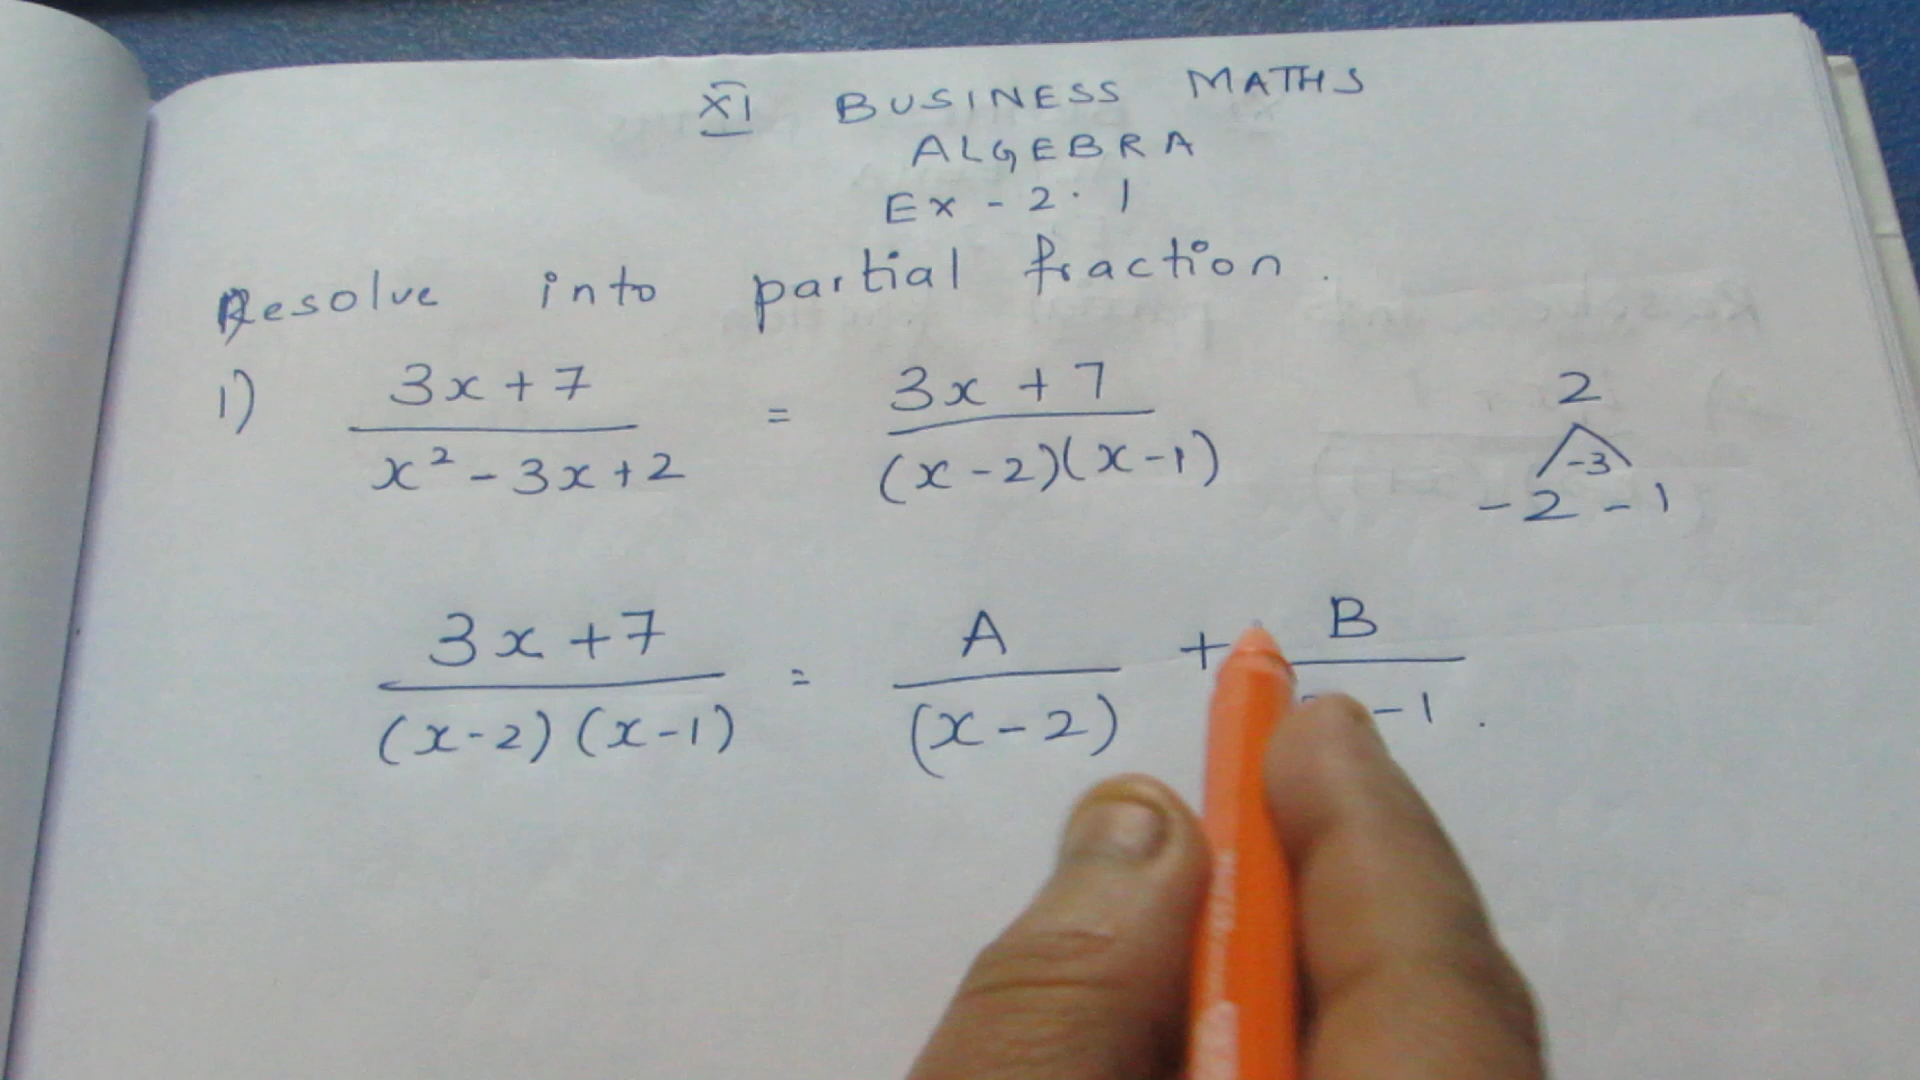 XI BUSINESS MATHS
ALGEBRA
Ex - 2.1
Resolve into partial fraction.
1) (3x+7)/(x²-3x+2) = (3x+7)/((x-2)(x-1))
2
-3
-2 -1
(3x+7)/((x-2)(x-1)) = A/(x-2) + B/-1.